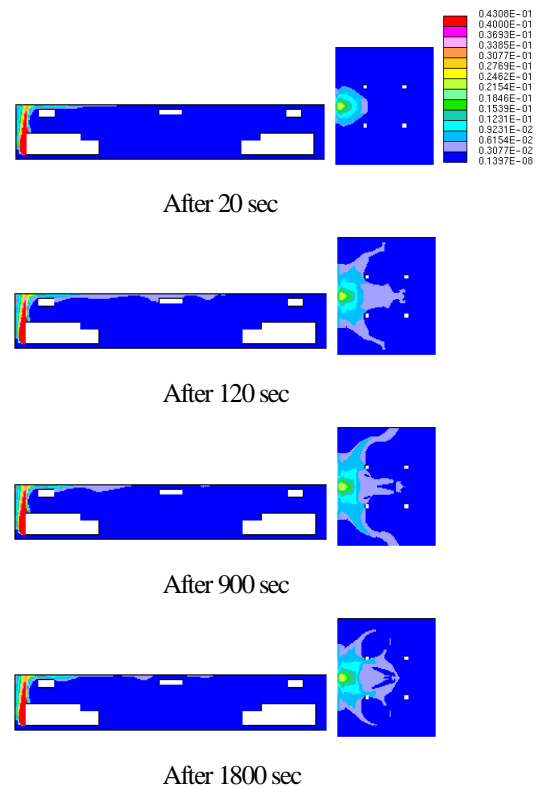 0.4308E-01
0.4000E-01
0.3693E-01
0.3385E-01
0.3077E-01
0.2769E-01
0.2462E-01
0.2154E-01
0.1846E-01
0.1539E-01
0.1231E-01
0.9231E-02
0.6154E-02
0.3077E-02
0.1397E-08
After 20 sec
After 120 sec
After 900 sec
After 1800 sec